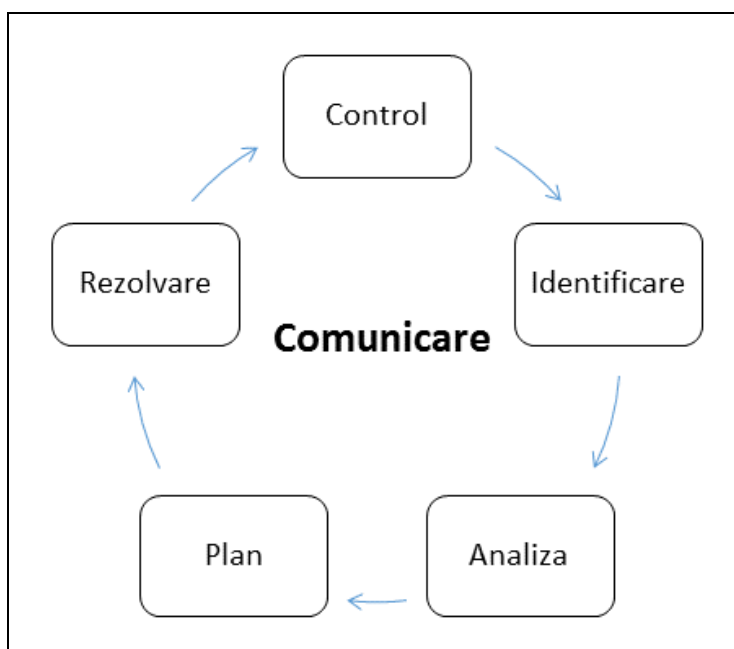 Control
Rezolvare
Identificare
Comunicare
Plan
Analiza